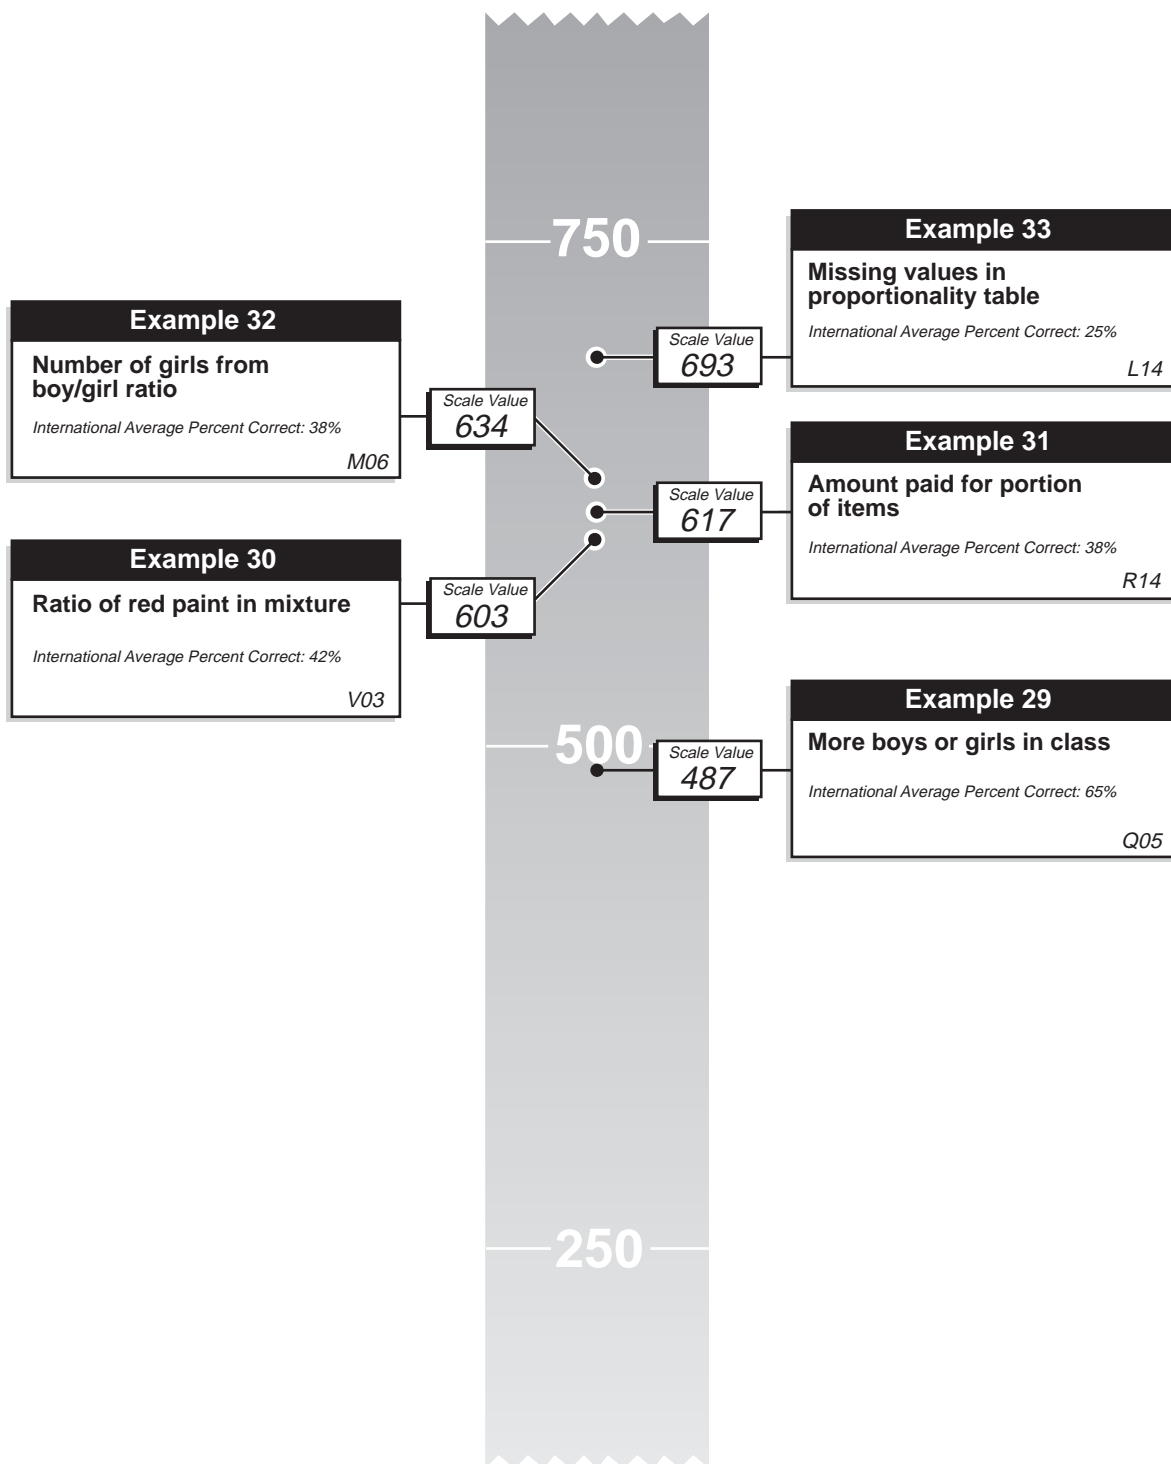 750
Example 33
Missing values in
proportionality table
International Average Percent Correct: 25%
L14
Scale Value
693
Example 32
Number of girls from
boy/girl ratio
International Average Percent Correct: 38%
M06
Scale Value
634
Example 31
Amount paid for portion
of items
International Average Percent Correct: 38%
R14
Scale Value
617
Example 30
Ratio of red paint in mixture
International Average Percent Correct: 42%
V03
Scale Value
603
500
Example 29
More boys or girls in class
International Average Percent Correct: 65%
Q05
Scale Value
487
250